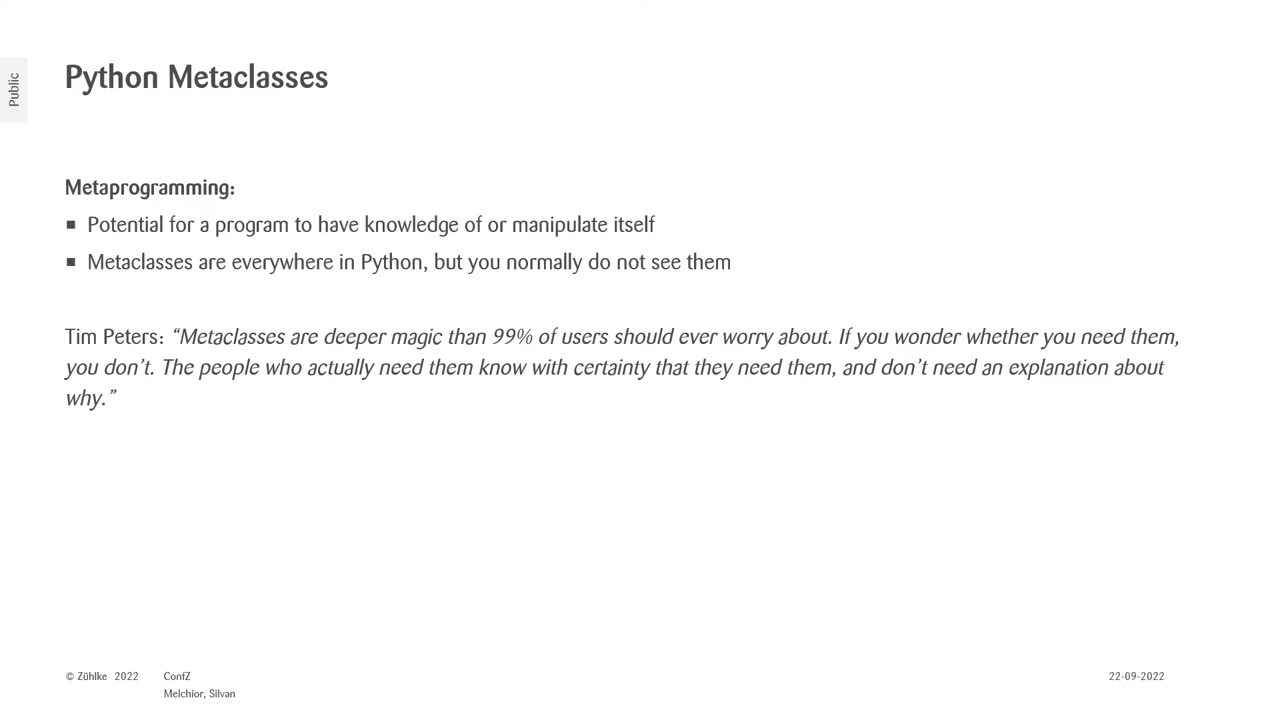 Public
Python Metaclasses
Metaprogramming:
▪ Potential for a program to have knowledge of or manipulate itself
▪ Metaclasses are everywhere in Python, but you normally do not see them
Tim Peters: “Metaclasses are deeper magic than 99% of users should ever worry about. If you wonder whether you need them,
you don’t. The people who actually need them know with certainty that they need them, and don’t need an explanation about
why.”
© Zühlke 2022 ConfZ 22-09-2022
Melchior, Silvan